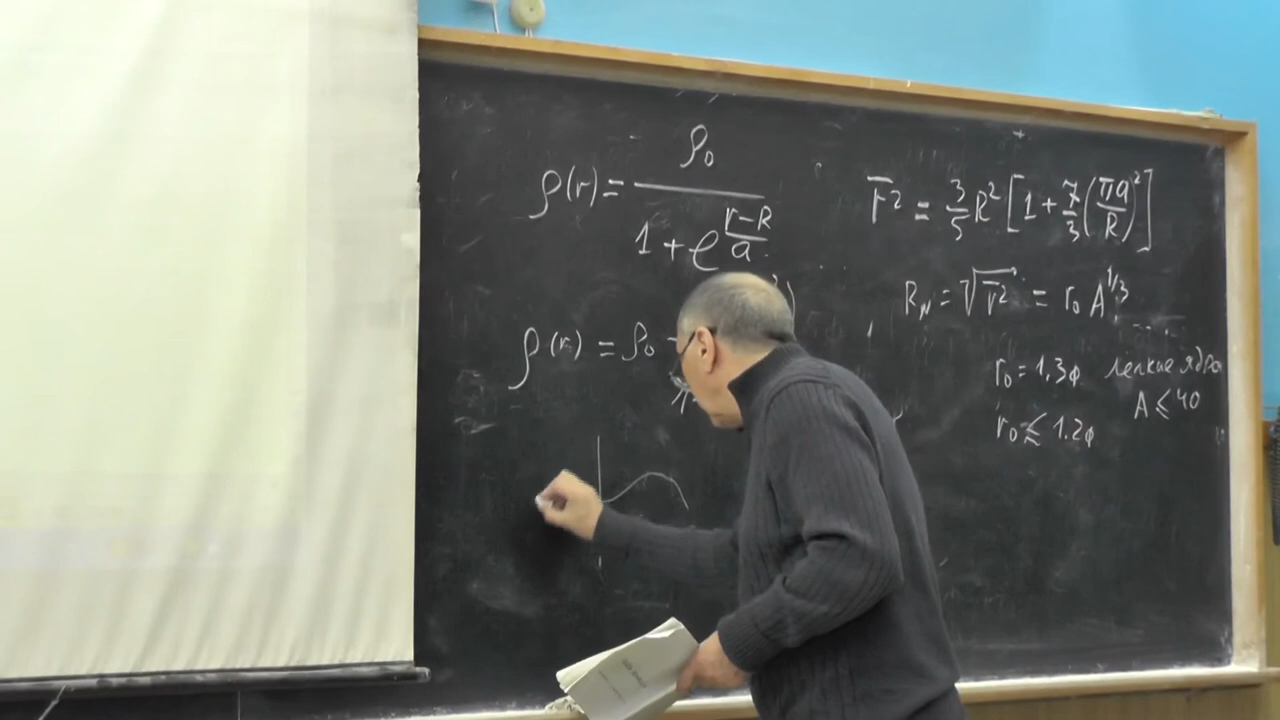 ρ(r) = ρ₀ / (1 + e^((r-R)/a))
ρ(r) = ρ₀
r̄² = 3/5 R² [1 + 7/3 (πa/R)²]
R_N = √r̄² = r₀ A^(1/3)
r₀ = 1.3ф легкие ядра
A ⩽ 40
r₀ ≲ 1.2ф